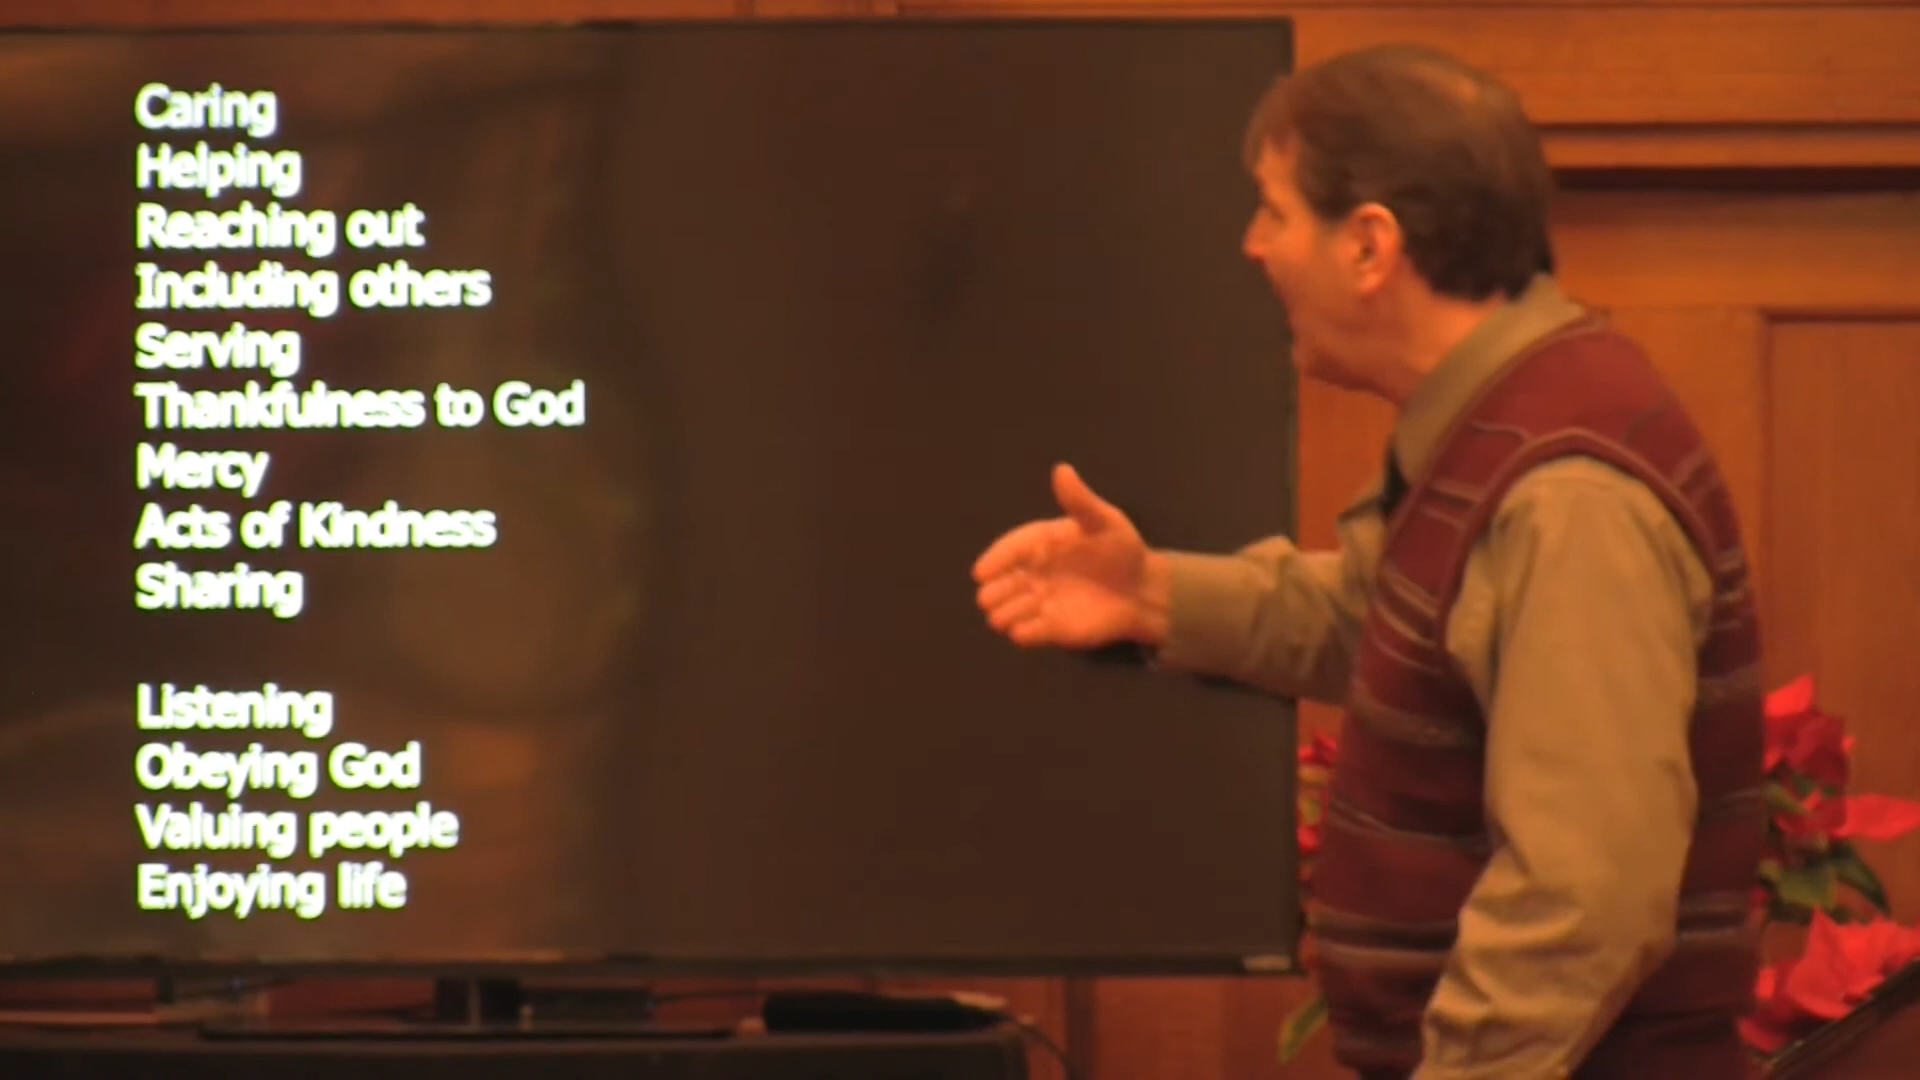 Caring
Helping
Reaching out
Including others
Serving
Thankfulness to God
Mercy
Acts of Kindness
Sharing
Listening
Obeying God
Valuing people
Enjoying life